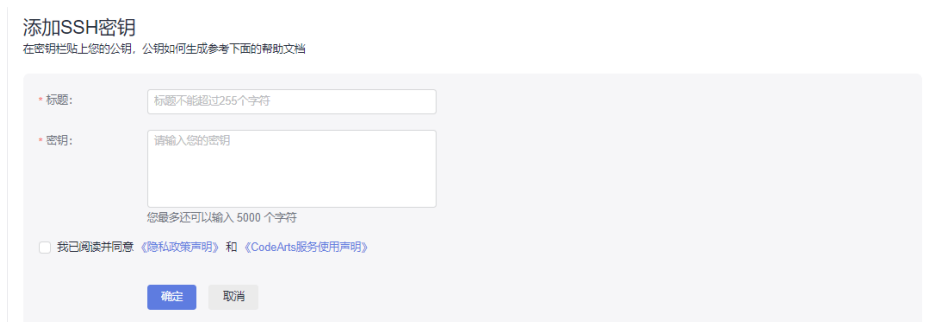 添加SSH密钥
在密钥栏贴上您的公钥，公钥如何生成参考下面的帮助文档
* 标题： 标题不能超过255个字符
* 密钥： 请输入您的密钥
您最多还可以输入 5000 个字符
我已阅读并同意 《隐私政策声明》 和 《CodeArts服务使用声明》
确定 取消